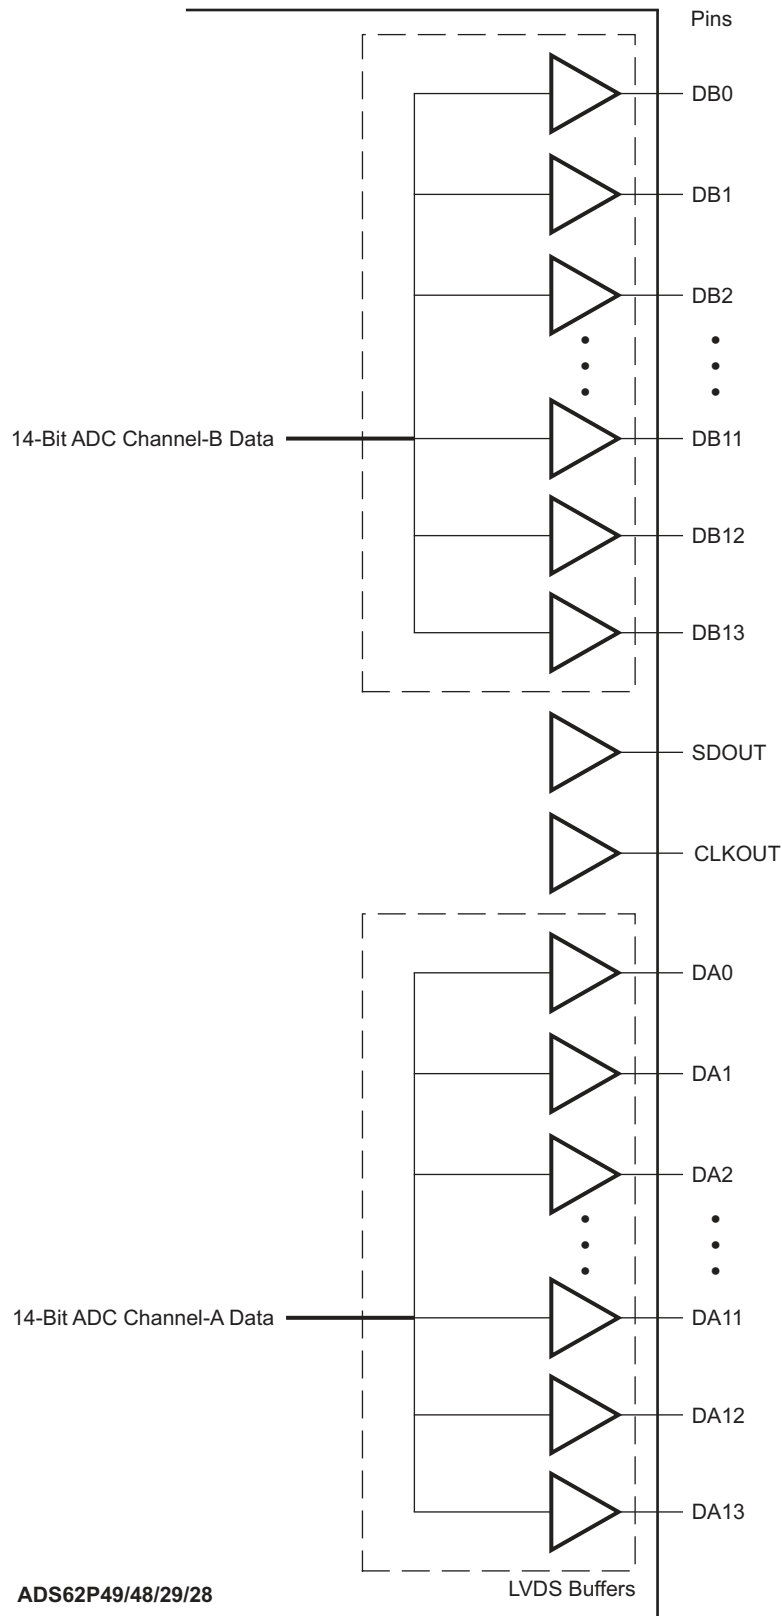 Pins
DB0
DB1
DB2
14-Bit ADC Channel-B Data
DB11
DB12
DB13
SDOUT
CLKOUT
DA0
DA1
DA2
14-Bit ADC Channel-A Data
DA11
DA12
DA13
LVDS Buffers
ADS62P49/48/29/28